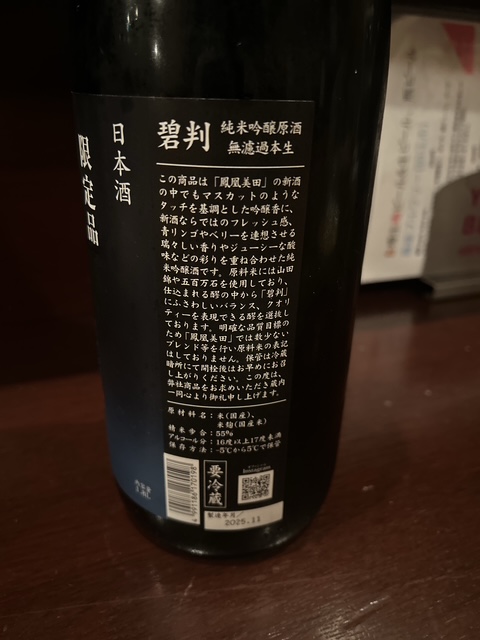 限定品
日本酒
碧判
純米吟醸原酒
無濾過本生
この商品は「鳳凰美田」の新酒
の中でもマスカットのような
タッチを基調とした吟醸香に、
新酒ならではのフレッシュ感、
青リンゴやベリーを連想させる
瑞々しい香りやジューシーな酸
味などの彩りを重ね合わせた純
米吟醸酒です。原料米には山田
錦や五百万石を使用しており、
仕込まれる醪の中から「碧判」
にふさわしいバランス、クオリ
ティーを表現できる醪を選抜し
ております。明確な品質目標の
ため「鳳凰美田」では数少ない
ブレンド等を行い原料米の表記
はしておりません。保管は冷蔵
暗所にて開栓後はお早めにお召
し上がりください。この度は、
弊社商品をお求めいただき蔵内
一同心より御礼申し上げます。
原材料名:米(国産)、
米麹(国産米)
精米歩合:55%
アルコール分:16度以上17度未満
保存方法:-5℃から5℃で保管
要冷蔵
Instagram
製造年月/
2025.11
内容量
1.8L